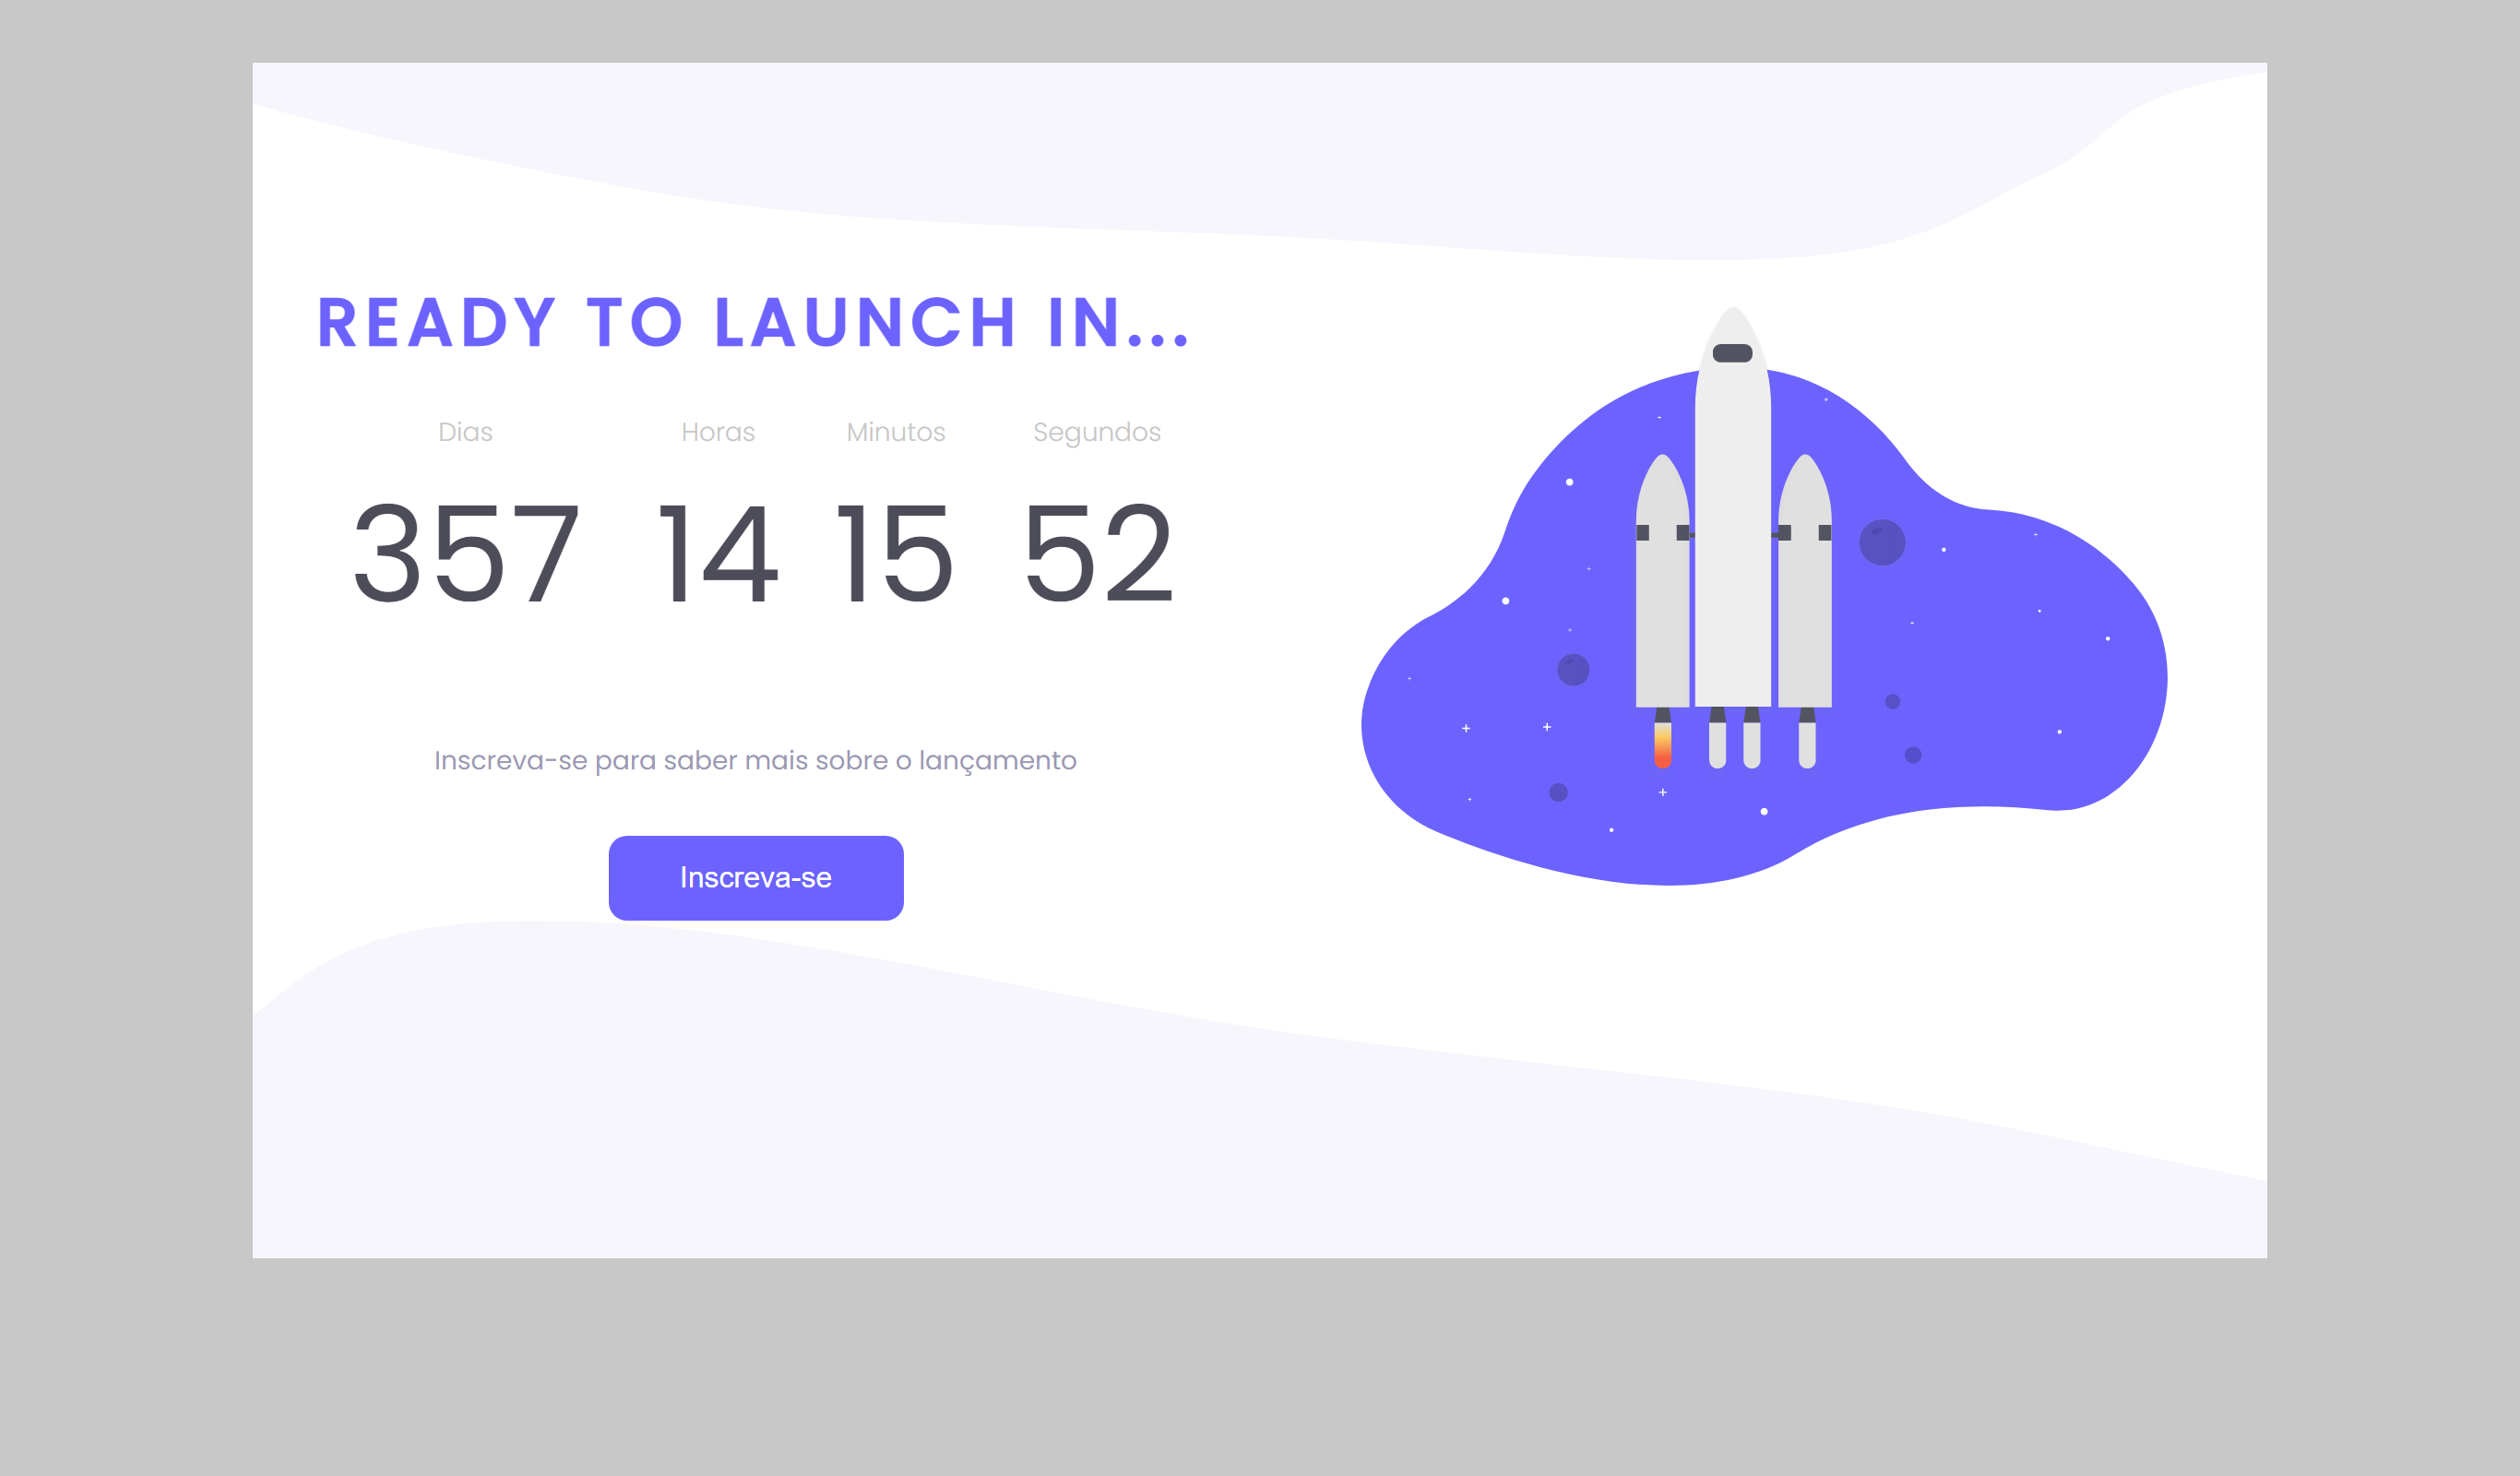 READY TO LAUNCH IN...
Dias Horas Minutos Segundos
357 14 15 52
Inscreva-se para saber mais sobre o lançamento
Inscreva-se